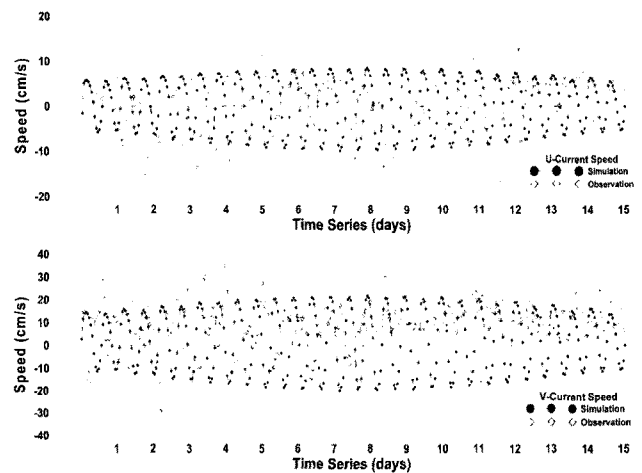 20
10
0
-10
-20
Speed (cm/s)
U-Current Speed
Simulation
Observation
1 2 3 4 5 6 7 8 9 10 11 12 13 14 15
Time Series (days)
40
30
20
10
0
-10
-20
-30
-40
Speed (cm/s)
V-Current Speed
Simulation
Observation
1 2 3 4 5 6 7 8 9 10 11 12 13 14 15
Time Series (days)